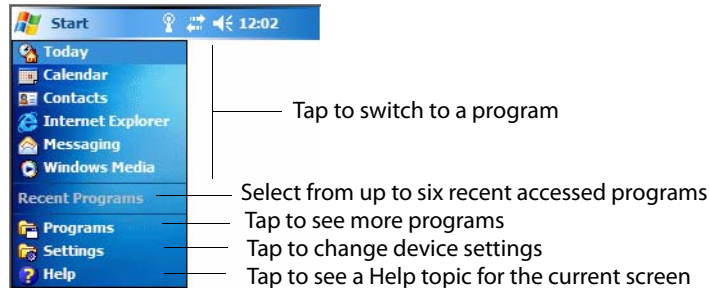 Start 12:02
Today
Calendar
Contacts
Internet Explorer
Messaging
Windows Media
Tap to switch to a program
Recent Programs
Select from up to six recent accessed programs
Programs
Tap to see more programs
Settings
Tap to change device settings
Help
Tap to see a Help topic for the current screen